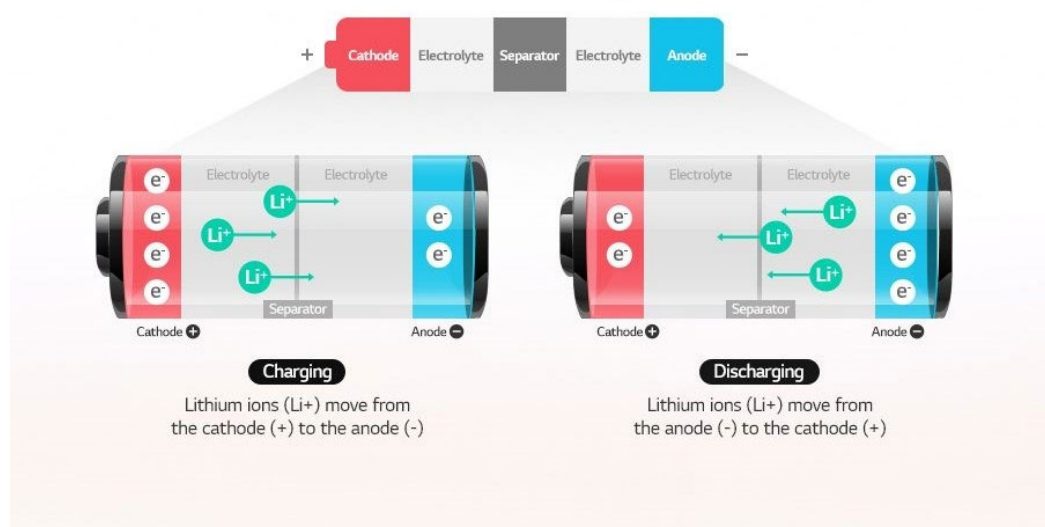 + Cathode Electrolyte Separator Electrolyte Anode −
Electrolyte Electrolyte
e-
e-
e-
e-
Li+
Li+
Li+
e-
e-
Separator
Cathode + Anode −
Charging
Lithium ions (Li+) move from
the cathode (+) to the anode (-)
Electrolyte Electrolyte
e-
e-
Li+
Li+
Li+
e-
e-
e-
e-
Separator
Cathode + Anode −
Discharging
Lithium ions (Li+) move from
the anode (-) to the cathode (+)